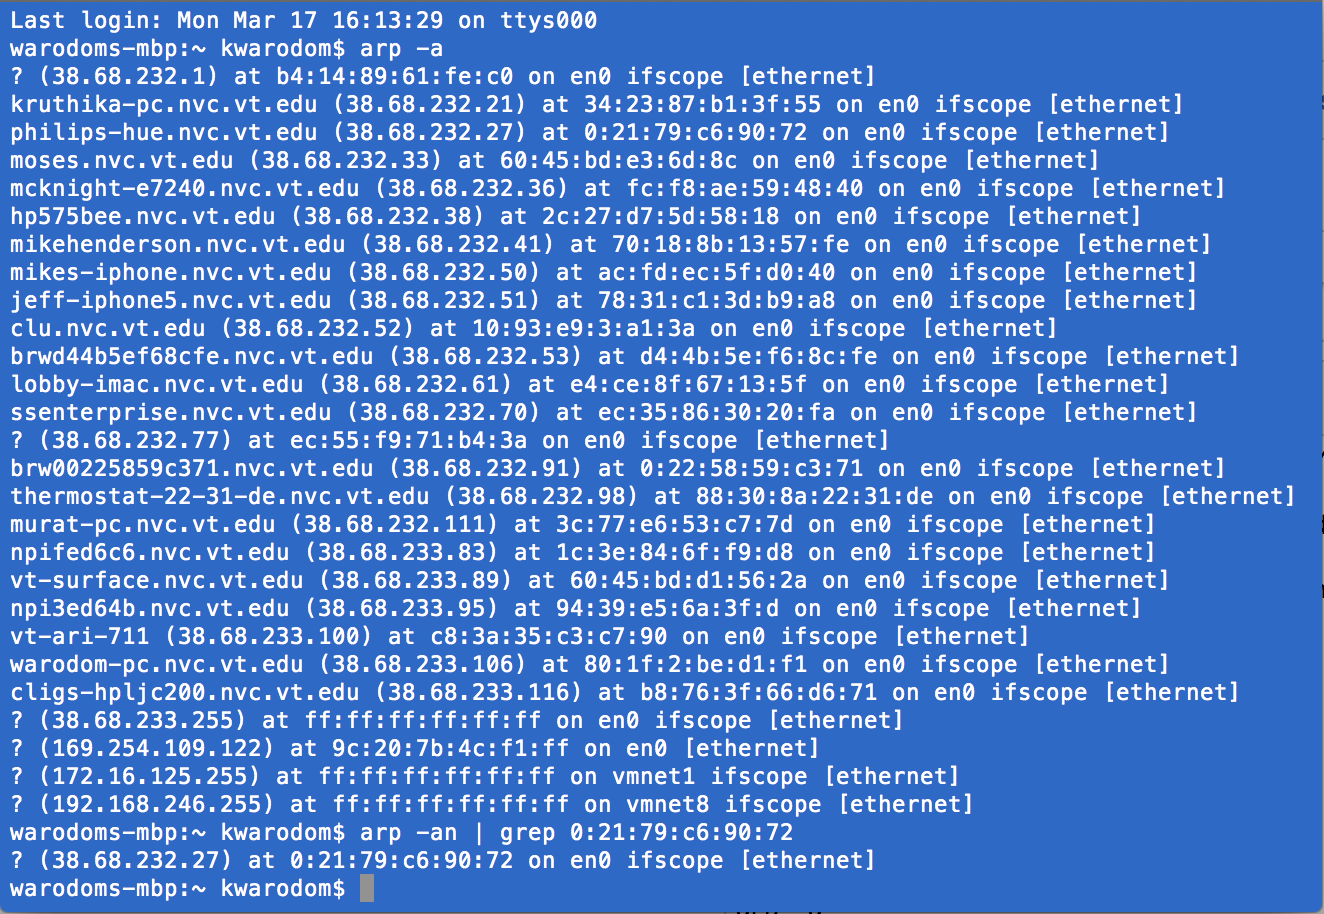 Last login: Mon Mar 17 16:13:29 on ttys000
warodoms-mbp:~ kwarodom$ arp -a
? (38.68.232.1) at b4:14:89:61:fe:c0 on en0 ifscope [ethernet]
kruthika-pc.nvc.vt.edu (38.68.232.21) at 34:23:87:b1:3f:55 on en0 ifscope [ethernet]
philips-hue.nvc.vt.edu (38.68.232.27) at 0:21:79:c6:90:72 on en0 ifscope [ethernet]
moses.nvc.vt.edu (38.68.232.33) at 60:45:bd:e3:6d:8c on en0 ifscope [ethernet]
mcknight-e7240.nvc.vt.edu (38.68.232.36) at fc:f8:ae:59:48:40 on en0 ifscope [ethernet]
hp575bee.nvc.vt.edu (38.68.232.38) at 2c:27:d7:5d:58:18 on en0 ifscope [ethernet]
mikehenderson.nvc.vt.edu (38.68.232.41) at 70:18:8b:13:57:fe on en0 ifscope [ethernet]
mikes-iphone.nvc.vt.edu (38.68.232.50) at ac:fd:ec:5f:d0:40 on en0 ifscope [ethernet]
jeff-iphone5.nvc.vt.edu (38.68.232.51) at 78:31:c1:3d:b9:a8 on en0 ifscope [ethernet]
clu.nvc.vt.edu (38.68.232.52) at 10:93:e9:3:a1:3a on en0 ifscope [ethernet]
brwd44b5ef68cfe.nvc.vt.edu (38.68.232.53) at d4:4b:5e:f6:8c:fe on en0 ifscope [ethernet]
lobby-imac.nvc.vt.edu (38.68.232.61) at e4:ce:8f:67:13:5f on en0 ifscope [ethernet]
ssenterprise.nvc.vt.edu (38.68.232.70) at ec:35:86:30:20:fa on en0 ifscope [ethernet]
? (38.68.232.77) at ec:55:f9:71:b4:3a on en0 ifscope [ethernet]
brw00225859c371.nvc.vt.edu (38.68.232.91) at 0:22:58:59:c3:71 on en0 ifscope [ethernet]
thermostat-22-31-de.nvc.vt.edu (38.68.232.98) at 88:30:8a:22:31:de on en0 ifscope [ethernet]
murat-pc.nvc.vt.edu (38.68.232.111) at 3c:77:e6:53:c7:7d on en0 ifscope [ethernet]
npifed6c6.nvc.vt.edu (38.68.233.83) at 1c:3e:84:6f:f9:d8 on en0 ifscope [ethernet]
vt-surface.nvc.vt.edu (38.68.233.89) at 60:45:bd:d1:56:2a on en0 ifscope [ethernet]
npi3ed64b.nvc.vt.edu (38.68.233.95) at 94:39:e5:6a:3f:d on en0 ifscope [ethernet]
vt-ari-711 (38.68.233.100) at c8:3a:35:c3:c7:90 on en0 ifscope [ethernet]
warodom-pc.nvc.vt.edu (38.68.233.106) at 80:1f:2:be:d1:f1 on en0 ifscope [ethernet]
cligs-hpljc200.nvc.vt.edu (38.68.233.116) at b8:76:3f:66:d6:71 on en0 ifscope [ethernet]
? (38.68.233.255) at ff:ff:ff:ff:ff:ff on en0 ifscope [ethernet]
? (169.254.109.122) at 9c:20:7b:4c:f1:ff on en0 [ethernet]
? (172.16.125.255) at ff:ff:ff:ff:ff:ff on vmnet1 ifscope [ethernet]
? (192.168.246.255) at ff:ff:ff:ff:ff:ff on vmnet8 ifscope [ethernet]
warodoms-mbp:~ kwarodom$ arp -an | grep 0:21:79:c6:90:72
? (38.68.232.27) at 0:21:79:c6:90:72 on en0 ifscope [ethernet]
warodoms-mbp:~ kwarodom$